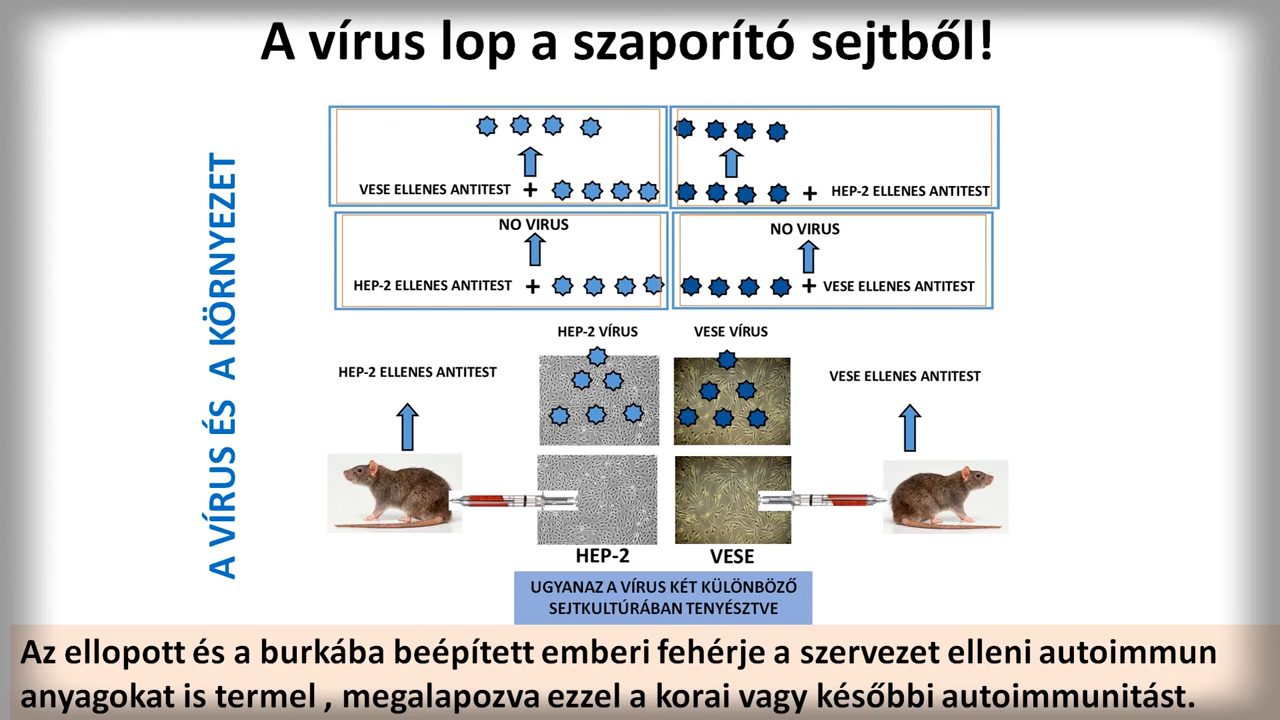 A vírus lop a szaporító sejtből!
A VÍRUS ÉS A KÖRNYEZET
VESE ELLENES ANTITEST +
+ HEP-2 ELLENES ANTITEST
NO VIRUS
NO VIRUS
HEP-2 ELLENES ANTITEST +
+ VESE ELLENES ANTITEST
HEP-2 VÍRUS
VESE VÍRUS
HEP-2 ELLENES ANTITEST
VESE ELLENES ANTITEST
HEP-2
VESE
UGYANAZ A VÍRUS KÉT KÜLÖNBÖZŐ
SEJTKULTÚRÁBAN TENYÉSZTVE
Az ellopott és a burkába beépített emberi fehérje a szervezet elleni autoimmun
anyagokat is termel , megalapozva ezzel a korai vagy későbbi autoimmunitást.